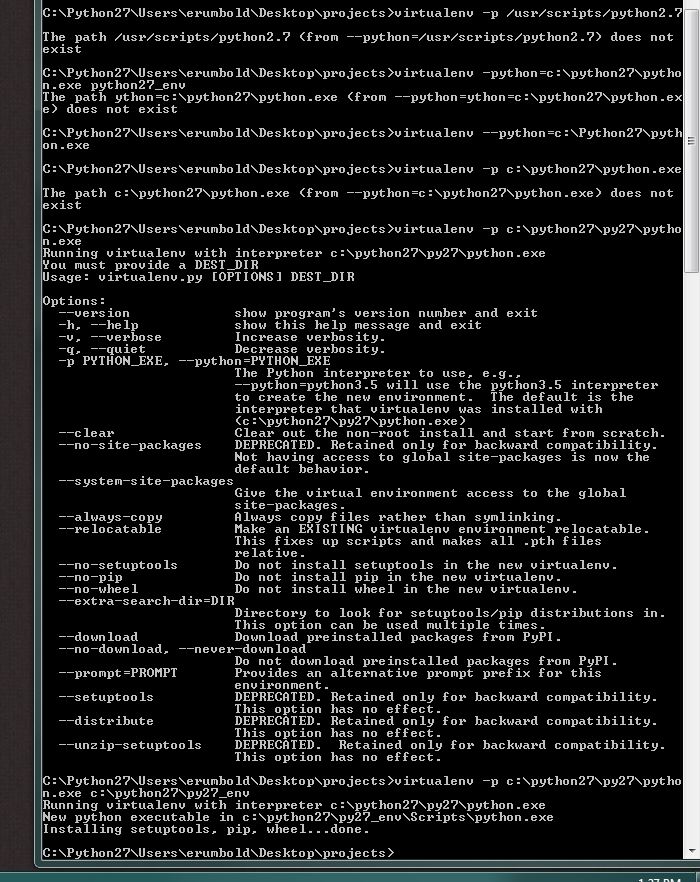 C:\Python27\Users\erumbold\Desktop\projects>virtualenv -p /usr/scripts/python2.7
The path /usr/scripts/python2.7 (from --python=/usr/scripts/python2.7) does not
exist
C:\Python27\Users\erumbold\Desktop\projects>virtualenv -python=c:\python27\pytho
n.exe python27_env
The path ython=c:\python27\python.exe (from --python=ython=c:\python27\python.ex
e) does not exist
C:\Python27\Users\erumbold\Desktop\projects>virtualenv --python=c:\Python27\pyth
on.exe
C:\Python27\Users\erumbold\Desktop\projects>virtualenv -p c:\python27\python.exe
The path c:\python27\python.exe (from --python=c:\python27\python.exe) does not
exist
C:\Python27\Users\erumbold\Desktop\projects>virtualenv -p c:\python27\py27\pytho
n.exe
Running virtualenv with interpreter c:\python27\py27\python.exe
You must provide a DEST_DIR
Usage: virtualenv.py [OPTIONS] DEST_DIR
Options:
--version show program's version number and exit
-h, --help show this help message and exit
-v, --verbose Increase verbosity.
-q, --quiet Decrease verbosity.
-p PYTHON_EXE, --python=PYTHON_EXE
The Python interpreter to use, e.g.,
--python=python3.5 will use the python3.5 interpreter
to create the new environment. The default is the
interpreter that virtualenv was installed with
(c:\python27\py27\python.exe)
--clear Clear out the non-root install and start from scratch.
--no-site-packages DEPRECATED. Retained only for backward compatibility.
Not having access to global site-packages is now the
default behavior.
--system-site-packages
Give the virtual environment access to the global
site-packages.
--always-copy Always copy files rather than symlinking.
--relocatable Make an EXISTING virtualenv environment relocatable.
This fixes up scripts and makes all .pth files
relative.
--no-setuptools Do not install setuptools in the new virtualenv.
--no-pip Do not install pip in the new virtualenv.
--no-wheel Do not install wheel in the new virtualenv.
--extra-search-dir=DIR
Directory to look for setuptools/pip distributions in.
This option can be used multiple times.
--download Download preinstalled packages from PyPI.
--no-download, --never-download
Do not download preinstalled packages from PyPI.
--prompt=PROMPT Provides an alternative prompt prefix for this
environment.
--setuptools DEPRECATED. Retained only for backward compatibility.
This option has no effect.
--distribute DEPRECATED. Retained only for backward compatibility.
This option has no effect.
--unzip-setuptools DEPRECATED. Retained only for backward compatibility.
This option has no effect.
C:\Python27\Users\erumbold\Desktop\projects>virtualenv -p c:\python27\py27\pytho
n.exe c:\python27\py27_env
Running virtualenv with interpreter c:\python27\py27\python.exe
New python executable in c:\python27\py27_env\Scripts\python.exe
Installing setuptools, pip, wheel...done.
C:\Python27\Users\erumbold\Desktop\projects>